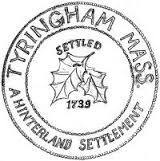 TYRINGHAM MASS.
SETTLED
1739
A HINTERLAND SETTLEMENT